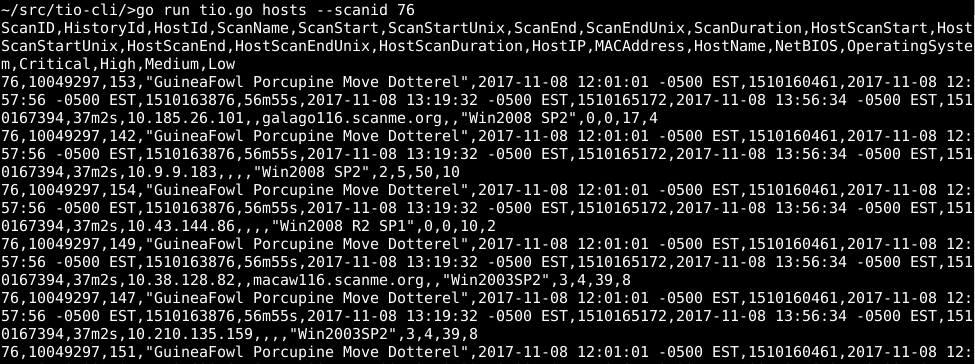 ~/src/tio-cli/>go run tio.go hosts --scanid 76
ScanID,HistoryId,HostId,ScanName,ScanStart,ScanStartUnix,ScanEnd,ScanEndUnix,ScanDuration,HostScanStart,Host
ScanStartUnix,HostScanEnd,HostScanEndUnix,HostScanDuration,HostIP,MACAddress,HostName,NetBIOS,OperatingSyste
m,Critical,High,Medium,Low
76,10049297,153,"GuineaFowl Porcupine Move Dotterel",2017-11-08 12:01:01 -0500 EST,1510160461,2017-11-08 12:
57:56 -0500 EST,1510163876,56m55s,2017-11-08 13:19:32 -0500 EST,1510165172,2017-11-08 13:56:34 -0500 EST,151
0167394,37m2s,10.185.26.101,,galago116.scanme.org,,"Win2008 SP2",0,0,17,4
76,10049297,142,"GuineaFowl Porcupine Move Dotterel",2017-11-08 12:01:01 -0500 EST,1510160461,2017-11-08 12:
57:56 -0500 EST,1510163876,56m55s,2017-11-08 13:19:32 -0500 EST,1510165172,2017-11-08 13:56:34 -0500 EST,151
0167394,37m2s,10.9.9.183,,,,"Win2008 SP2",2,5,50,10
76,10049297,154,"GuineaFowl Porcupine Move Dotterel",2017-11-08 12:01:01 -0500 EST,1510160461,2017-11-08 12:
57:56 -0500 EST,1510163876,56m55s,2017-11-08 13:19:32 -0500 EST,1510165172,2017-11-08 13:56:34 -0500 EST,151
0167394,37m2s,10.43.144.86,,,,"Win2008 R2 SP1",0,0,10,2
76,10049297,149,"GuineaFowl Porcupine Move Dotterel",2017-11-08 12:01:01 -0500 EST,1510160461,2017-11-08 12:
57:56 -0500 EST,1510163876,56m55s,2017-11-08 13:19:32 -0500 EST,1510165172,2017-11-08 13:56:34 -0500 EST,151
0167394,37m2s,10.38.128.82,,macaw116.scanme.org,,"Win2003SP2",3,4,39,8
76,10049297,147,"GuineaFowl Porcupine Move Dotterel",2017-11-08 12:01:01 -0500 EST,1510160461,2017-11-08 12:
57:56 -0500 EST,1510163876,56m55s,2017-11-08 13:19:32 -0500 EST,1510165172,2017-11-08 13:56:34 -0500 EST,151
0167394,37m2s,10.210.135.159,,,,"Win2003SP2",3,4,39,8
76,10049297,151,"GuineaFowl Porcupine Move Dotterel",2017-11-08 12:01:01 -0500 EST,1510160461,2017-11-08 12: